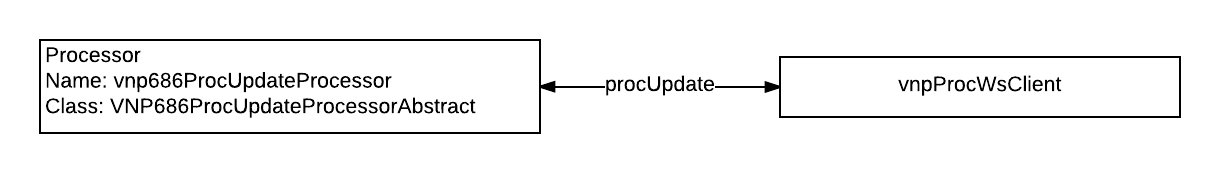 Processor
Name: vnp686ProcUpdateProcessor
Class: VNP686ProcUpdateProcessorAbstract
procUpdate
vnpProcWsClient